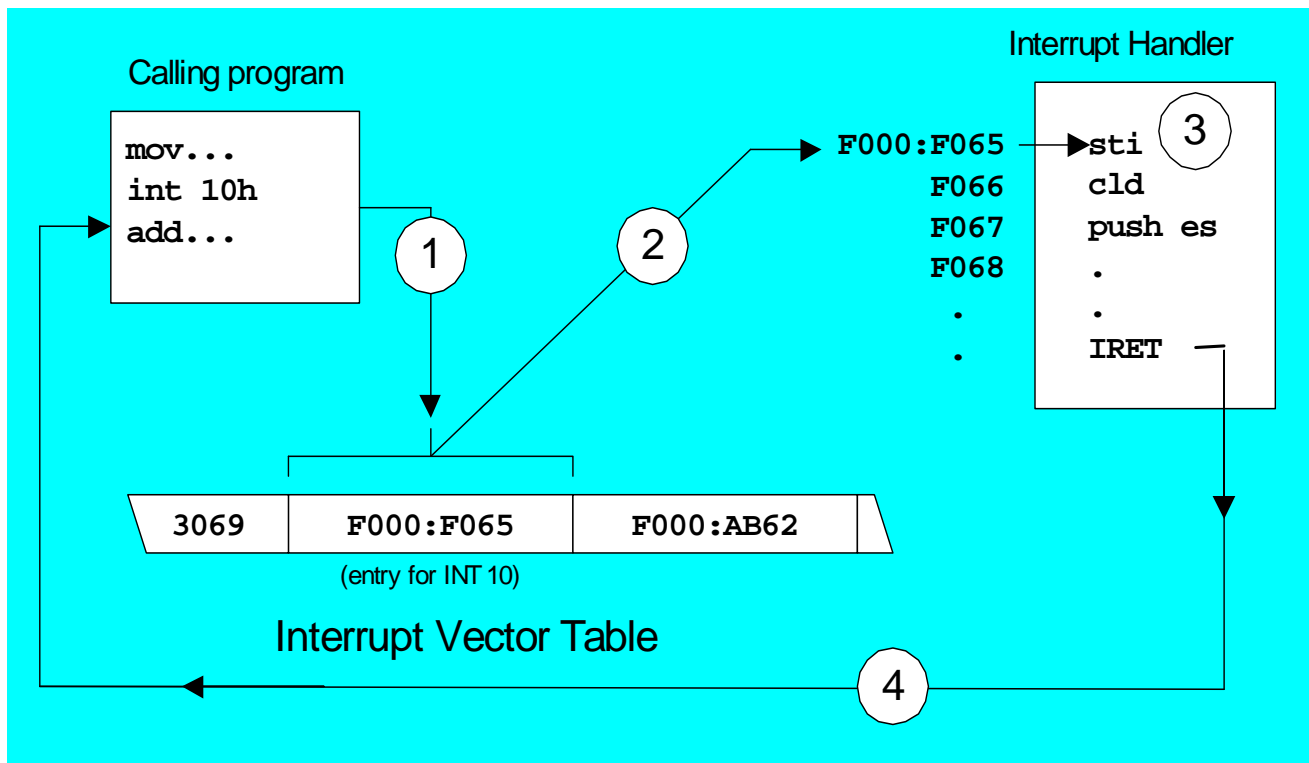 Interrupt Handler
Calling program
mov...
int 10h
add...
1
2
F000:F065
F066
F067
F068
.
.
sti
cld
push es
.
.
IRET
3
3069 F000:F065 F000:AB62
(entry for INT 10)
Interrupt Vector Table
4